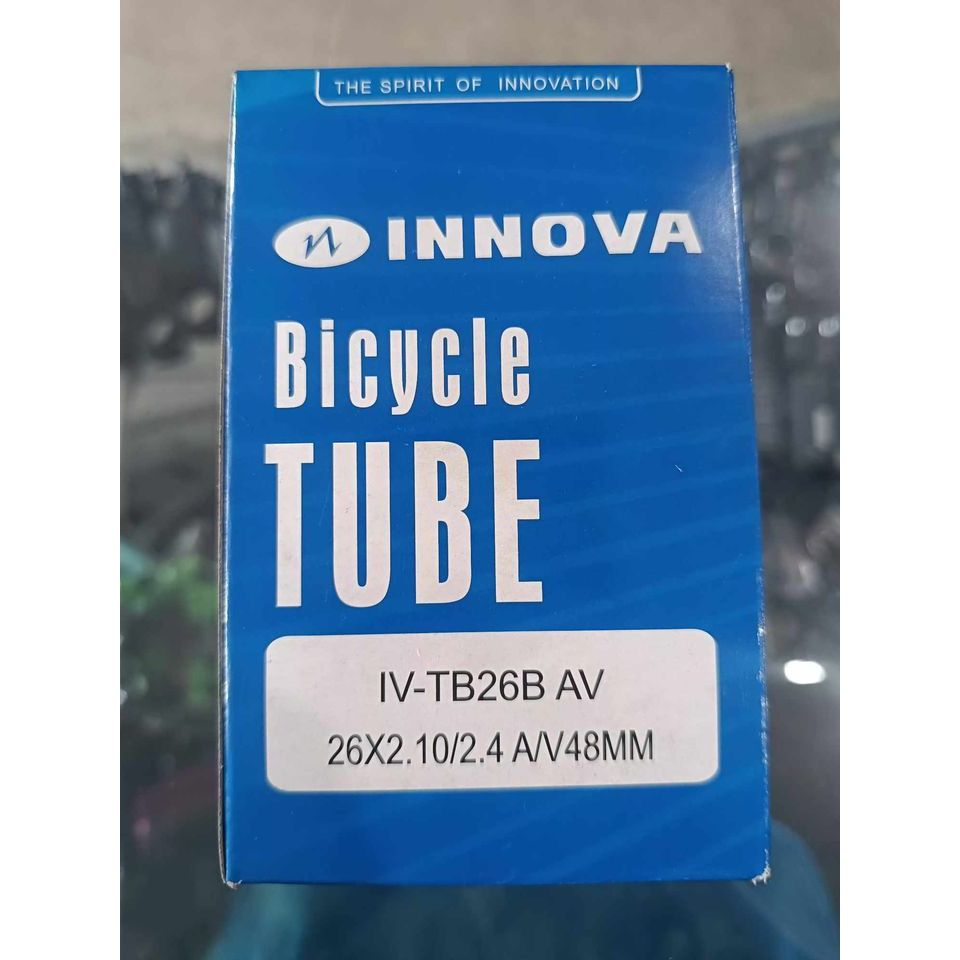 THE SPIRIT OF INNOVATION
INNOVA
Bicycle
TUBE
IV-TB26B AV
26X2.10/2.4 A/V48MM